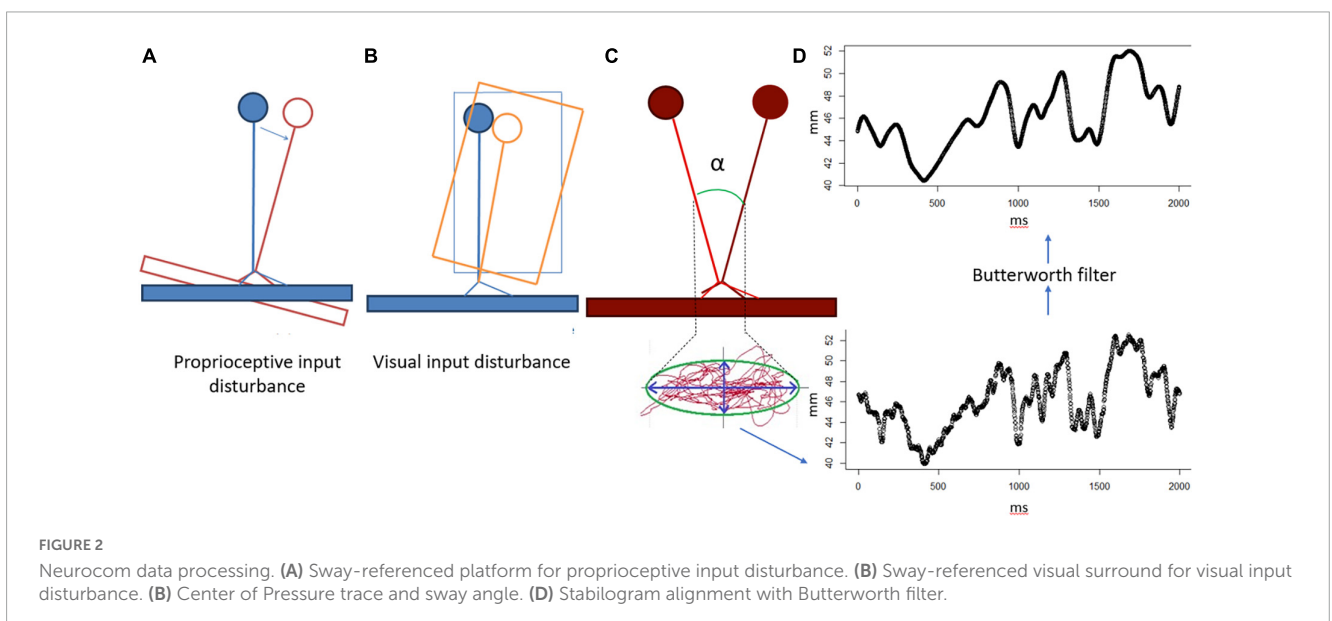 A
B
C
D
α
Proprioceptive input
disturbance
Visual input disturbance
mm
52
50
48
46
44
42
40
0 500 1000 1500 2000
ms
Butterworth filter
mm
52
50
48
46
44
42
40
0 500 1000 1500 2000
ms
FIGURE 2
Neurocom data processing. (A) Sway-referenced platform for proprioceptive input disturbance. (B) Sway-referenced visual surround for visual input
disturbance. (B) Center of Pressure trace and sway angle. (D) Stabilogram alignment with Butterworth filter.